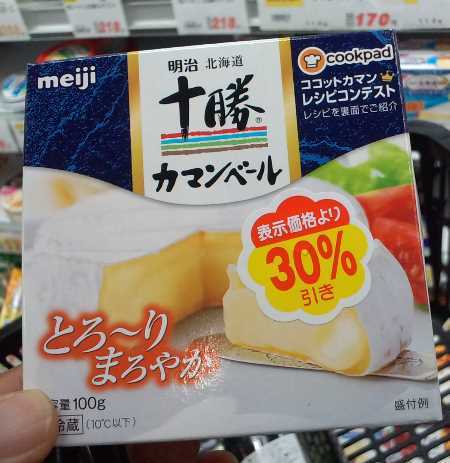 218
218
170
meiji
明治 北海道
十勝®
カマンベール
cookpad
ココットカマン
レシピコンテスト
レシピを裏面でご紹介
表示価格より
30%
引き
とろ〜り
まろやか
容量100g
冷蔵 (10℃以下)
盛付例